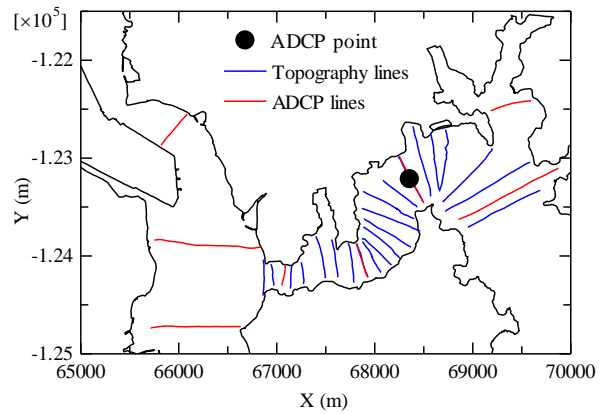 [×10⁵]
ADCP point
Topography lines
ADCP lines
-1.22
-1.23
-1.24
-1.25
Y (m)
65000 66000 67000 68000 69000 70000
X (m)